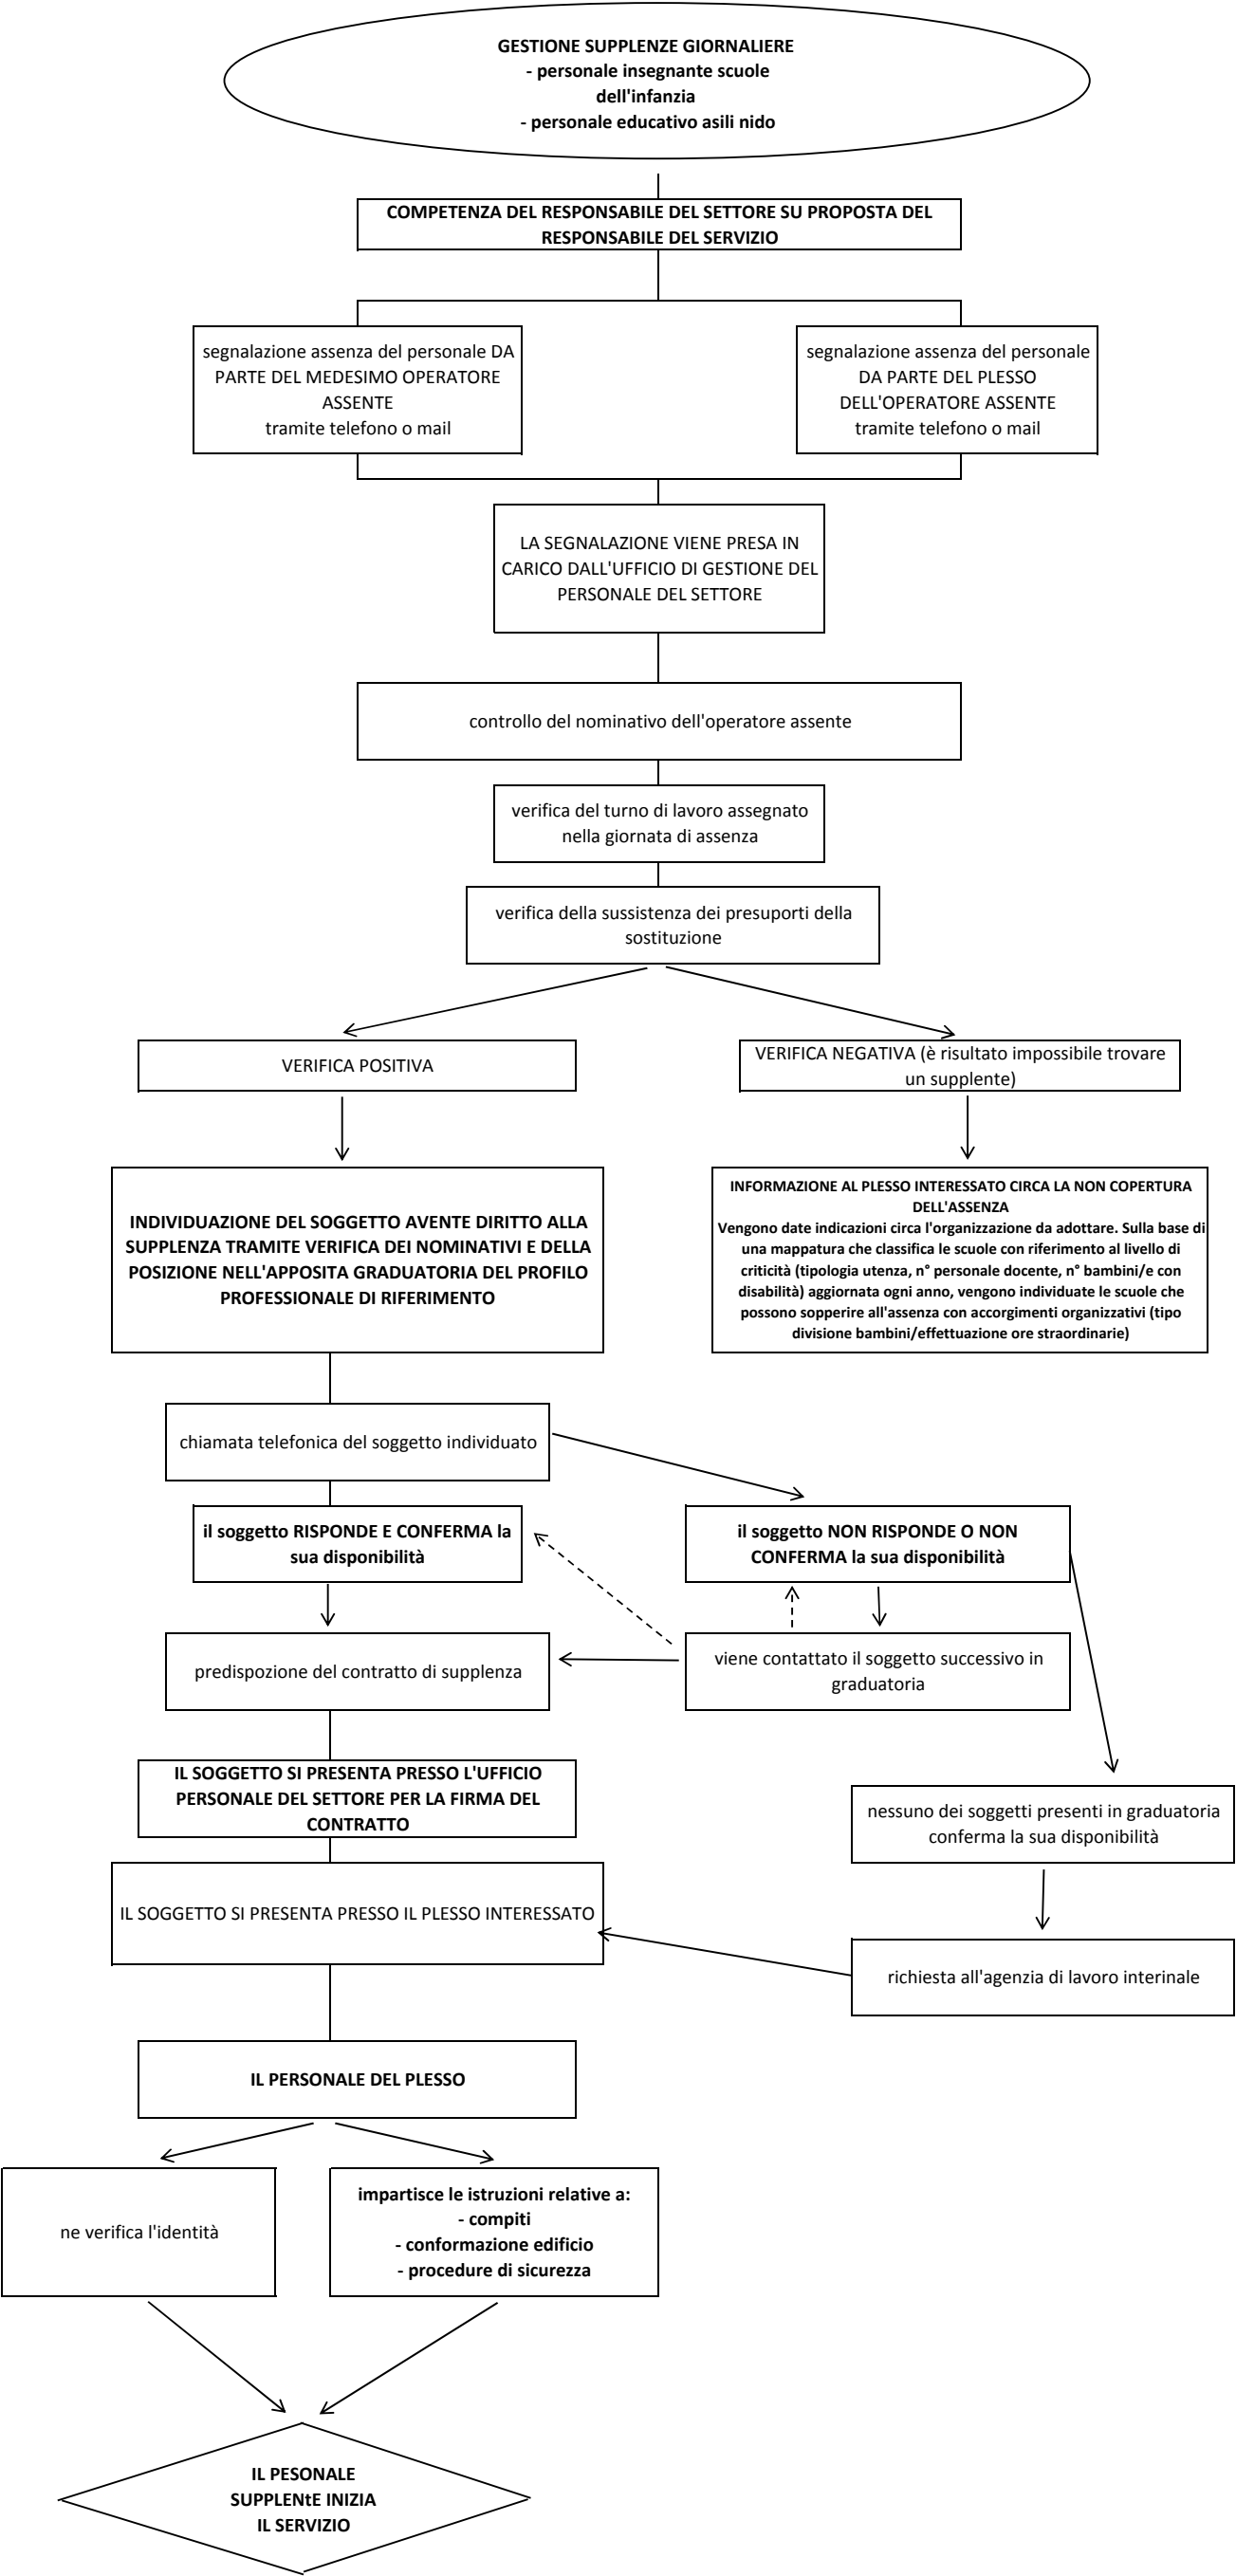 GESTIONE SUPPLENZE GIORNALIERE
- personale insegnante scuole
dell'infanzia
- personale educativo asili nido
COMPETENZA DEL RESPONSABILE DEL SETTORE SU PROPOSTA DEL
RESPONSABILE DEL SERVIZIO
segnalazione assenza del personale DA
PARTE DEL MEDESIMO OPERATORE
ASSENTE
tramite telefono o mail
segnalazione assenza del personale
DA PARTE DEL PLESSO
DELL'OPERATORE ASSENTE
tramite telefono o mail
LA SEGNALAZIONE VIENE PRESA IN
CARICO DALL'UFFICIO DI GESTIONE DEL
PERSONALE DEL SETTORE
controllo del nominativo dell'operatore assente
verifica del turno di lavoro assegnato
nella giornata di assenza
verifica della sussistenza dei presuporti della
sostituzione
VERIFICA POSITIVA
VERIFICA NEGATIVA (è risultato impossibile trovare
un supplente)
INDIVIDUAZIONE DEL SOGGETTO AVENTE DIRITTO ALLA
SUPPLENZA TRAMITE VERIFICA DEI NOMINATIVI E DELLA
POSIZIONE NELL'APPOSITA GRADUATORIA DEL PROFILO
PROFESSIONALE DI RIFERIMENTO
INFORMAZIONE AL PLESSO INTERESSATO CIRCA LA NON COPERTURA
DELL'ASSENZA
Vengono date indicazioni circa l'organizzazione da adottare. Sulla base di
una mappatura che classifica le scuole con riferimento al livello di
criticità (tipologia utenza, n° personale docente, n° bambini/e con
disabilità) aggiornata ogni anno, vengono individuate le scuole che
possono sopperire all'assenza con accorgimenti organizzativi (tipo
divisione bambini/effettuazione ore straordinarie)
chiamata telefonica del soggetto individuato
il soggetto RISPONDE E CONFERMA la
sua disponibilità
il soggetto NON RISPONDE O NON
CONFERMA la sua disponibilità
predispozione del contratto di supplenza
viene contattato il soggetto successivo in
graduatoria
IL SOGGETTO SI PRESENTA PRESSO L'UFFICIO
PERSONALE DEL SETTORE PER LA FIRMA DEL
CONTRATTO
nessuno dei soggetti presenti in graduatoria
conferma la sua disponibilità
IL SOGGETTO SI PRESENTA PRESSO IL PLESSO INTERESSATO
richiesta all'agenzia di lavoro interinale
IL PERSONALE DEL PLESSO
ne verifica l'identità
impartisce le istruzioni relative a:
- compiti
- conformazione edificio
- procedure di sicurezza
IL PESONALE
SUPPLENtE INIZIA
IL SERVIZIO